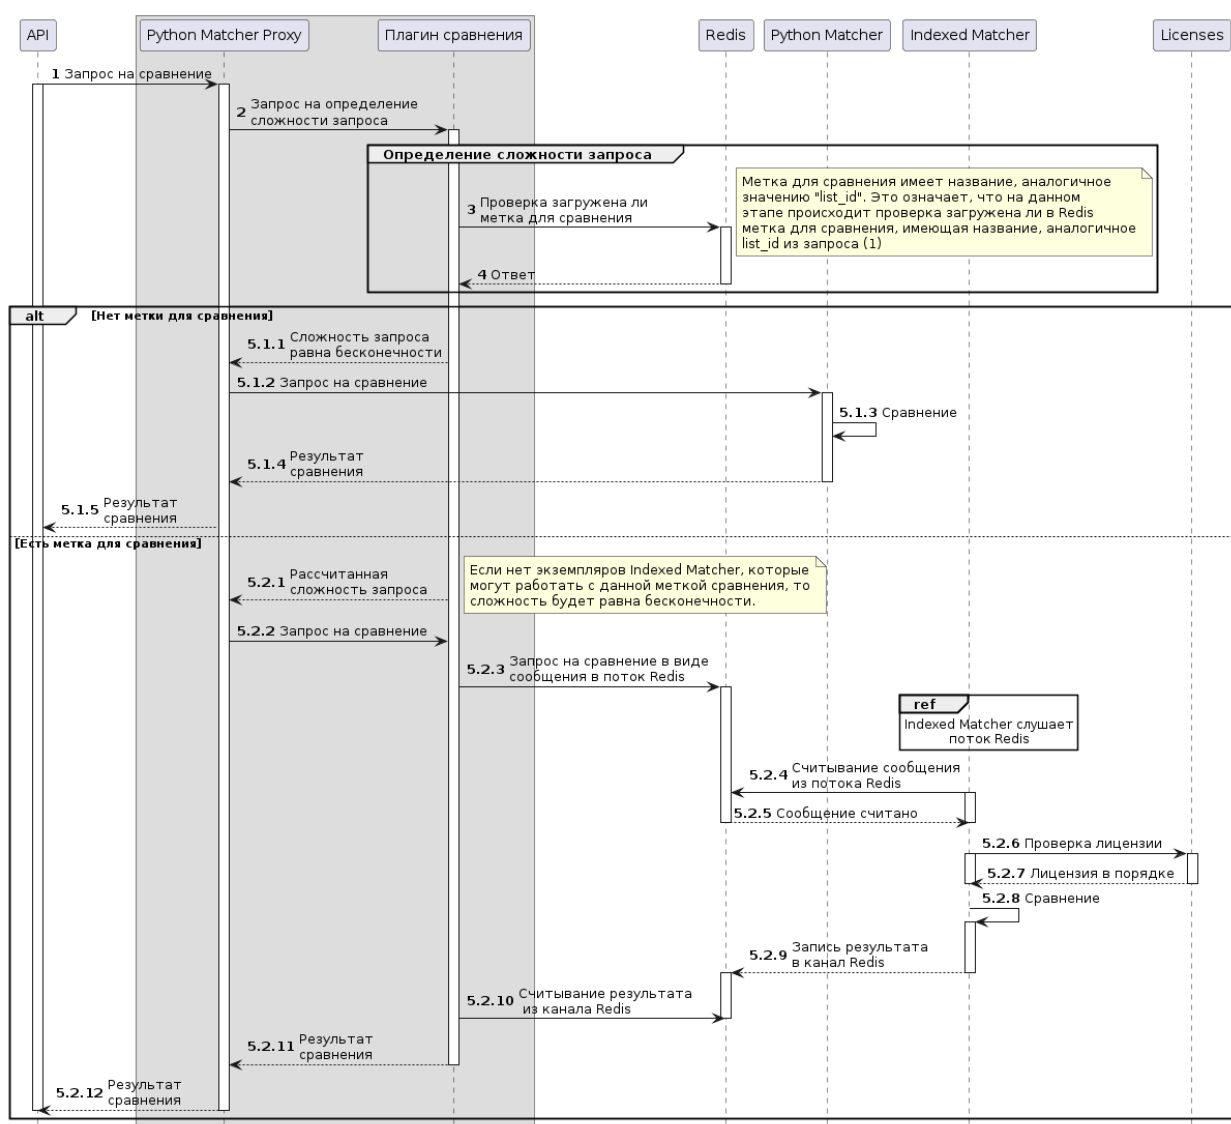 API
Python Matcher Proxy
Плагин сравнения
Redis
Python Matcher
Indexed Matcher
Licenses
1 Запрос на сравнение
2 Запрос на определение
сложности запроса
Определение сложности запроса
Метка для сравнения имеет название, аналогичное
значению "list_id". Это означает, что на данном
этапе происходит проверка загружена ли в Redis
метка для сравнения, имеющая название, аналогичное
list_id из запроса (1)
3 Проверка загружена ли
метка для сравнения
4 Ответ
alt [Нет метки для сравнения]
5.1.1 Сложность запроса
равна бесконечности
5.1.2 Запрос на сравнение
5.1.3 Сравнение
5.1.4 Результат
сравнения
5.1.5 Результат
сравнения
[Есть метка для сравнения]
5.2.1 Рассчитанная
сложность запроса
Если нет экземпляров Indexed Matcher, которые
могут работать с данной меткой сравнения, то
сложность будет равна бесконечности.
5.2.2 Запрос на сравнение
5.2.3 Запрос на сравнение в виде
сообщения в поток Redis
ref
Indexed Matcher слушает
поток Redis
5.2.4 Считывание сообщения
из потока Redis
5.2.5 Сообщение считано
5.2.6 Проверка лицензии
5.2.7 Лицензия в порядке
5.2.8 Сравнение
5.2.9 Запись результата
в канал Redis
5.2.10 Считывание результата
из канала Redis
5.2.11 Результат
сравнения
5.2.12 Результат
сравнения